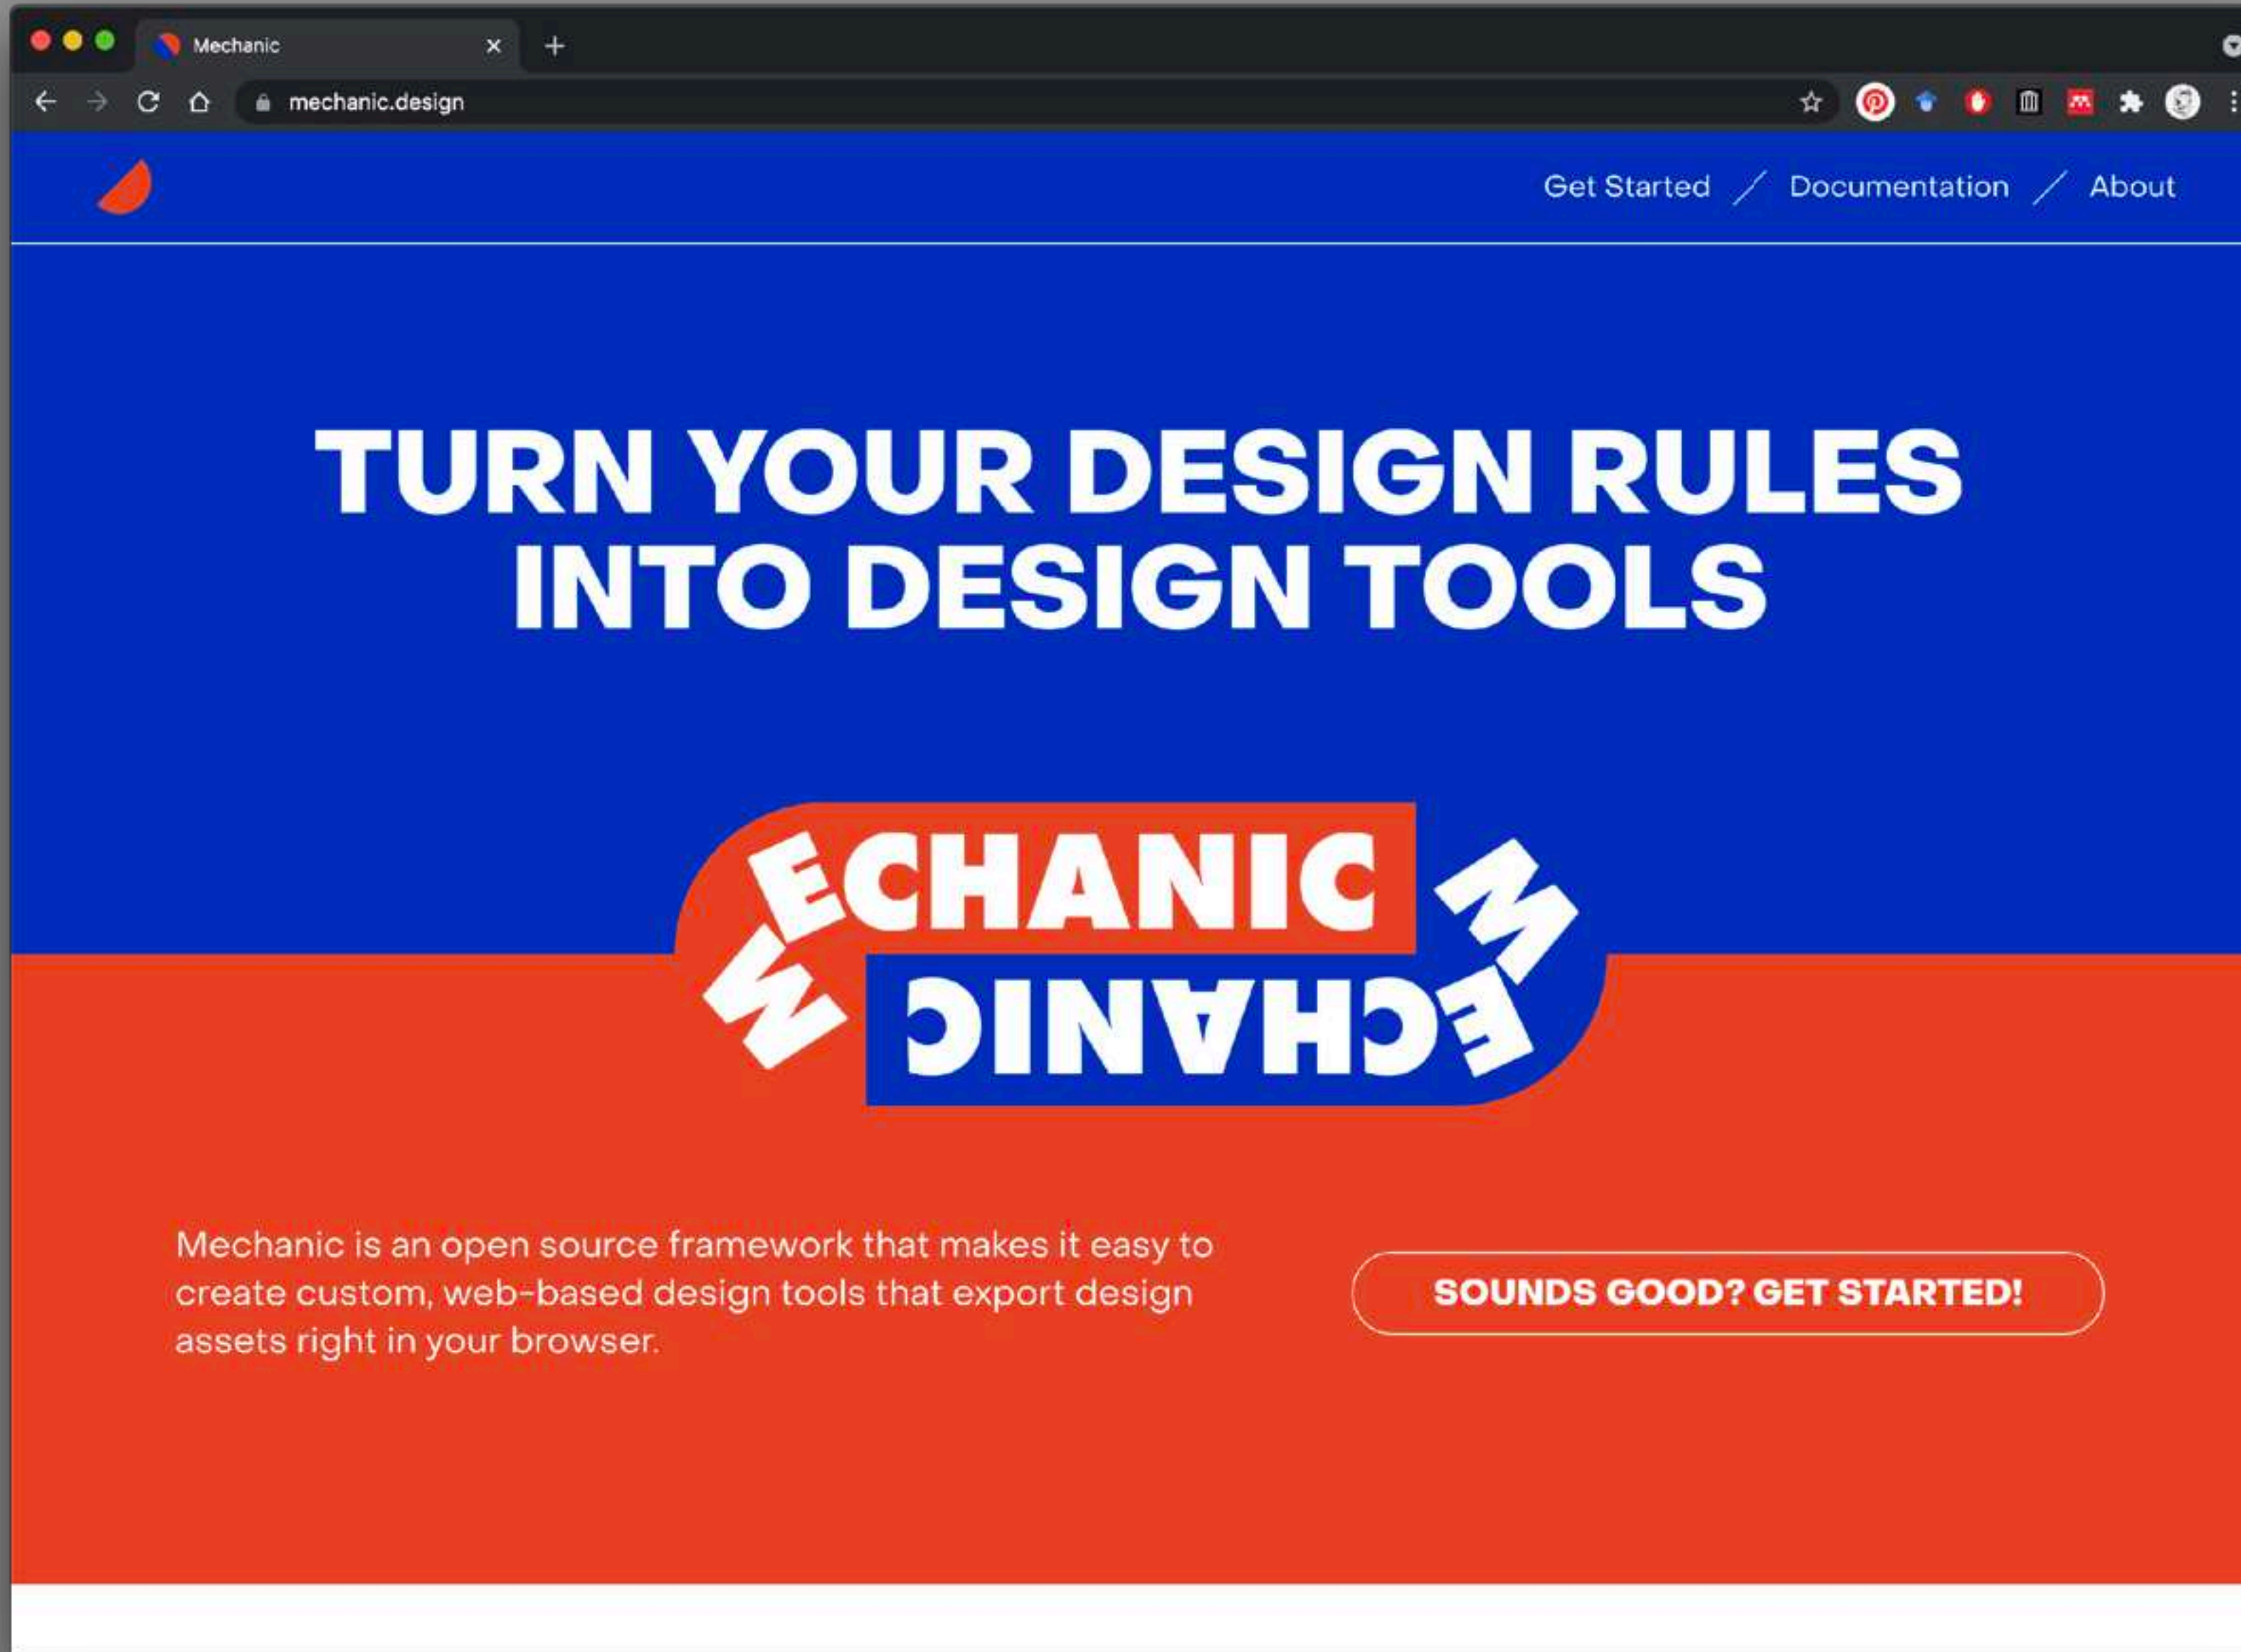 Mechanic
mechanic.design
Get Started / Documentation / About
TURN YOUR DESIGN RULES
INTO DESIGN TOOLS
MECHANIC
MECHANIC
Mechanic is an open source framework that makes it easy to
create custom, web-based design tools that export design
assets right in your browser.
SOUNDS GOOD? GET STARTED!